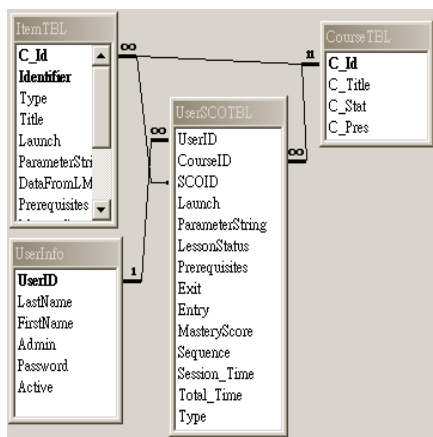 ItemTBL
C_Id
Identifier
Type
Title
Launch
ParameterStri
DataFromLM
Prerequisites
CourseTBL
C_Id
C_Title
C_Stat
C_Pres
UserSCOTBL
UserID
CourseID
SCOID
Launch
ParameterString
LessonStatus
Prerequisites
Exit
Entry
MasteryScore
Sequence
Session_Time
Total_Time
Type
UserInfo
UserID
LastName
FirstName
Admin
Password
Active
∞
11
∞
∞
1